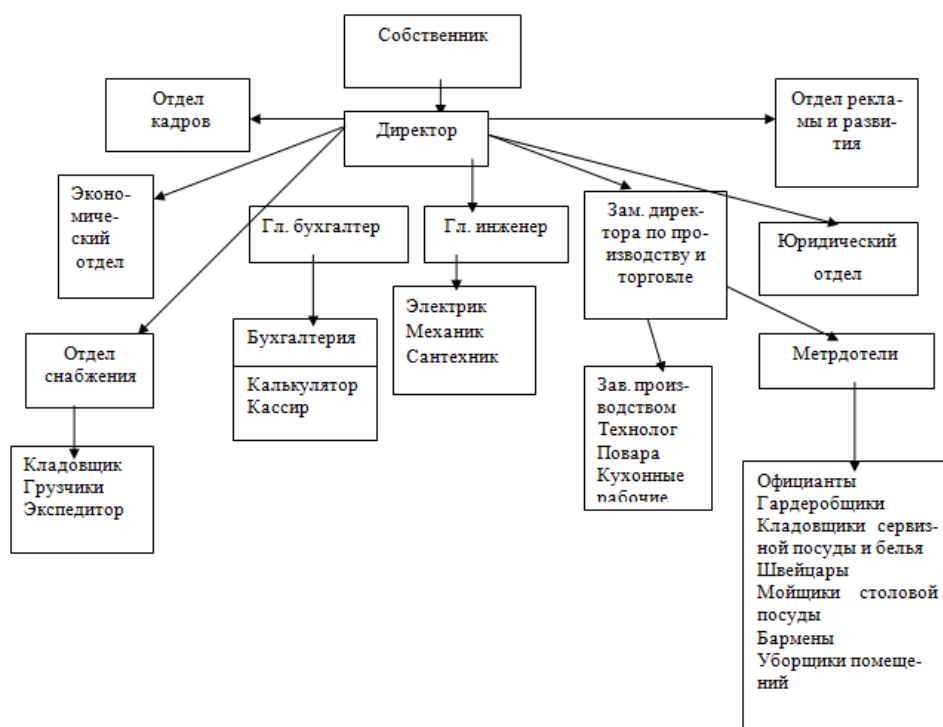 Собственник
Отдел
кадров
Директор
Отдел рекла-
мы и разви-
тия
Эконо-
миче-
ский
отдел
Гл. бухгалтер
Гл. инженер
Зам. дирек-
тора по про-
изводству и
торговле
Юридический
отдел
Отдел
снабжения
Бухгалтерия
Калькулятор
Кассир
Электрик
Механик
Сантехник
Метрдотели
Зав. произ-
водством
Технолог
Повара
Кухонные
рабочие
Кладовщик
Грузчики
Экспедитор
Официанты
Гардеробщики
Кладовщики сервиз-
ной посуды и белья
Швейцары
Мойщики столовой
посуды
Бармены
Уборщики помеще-
ний